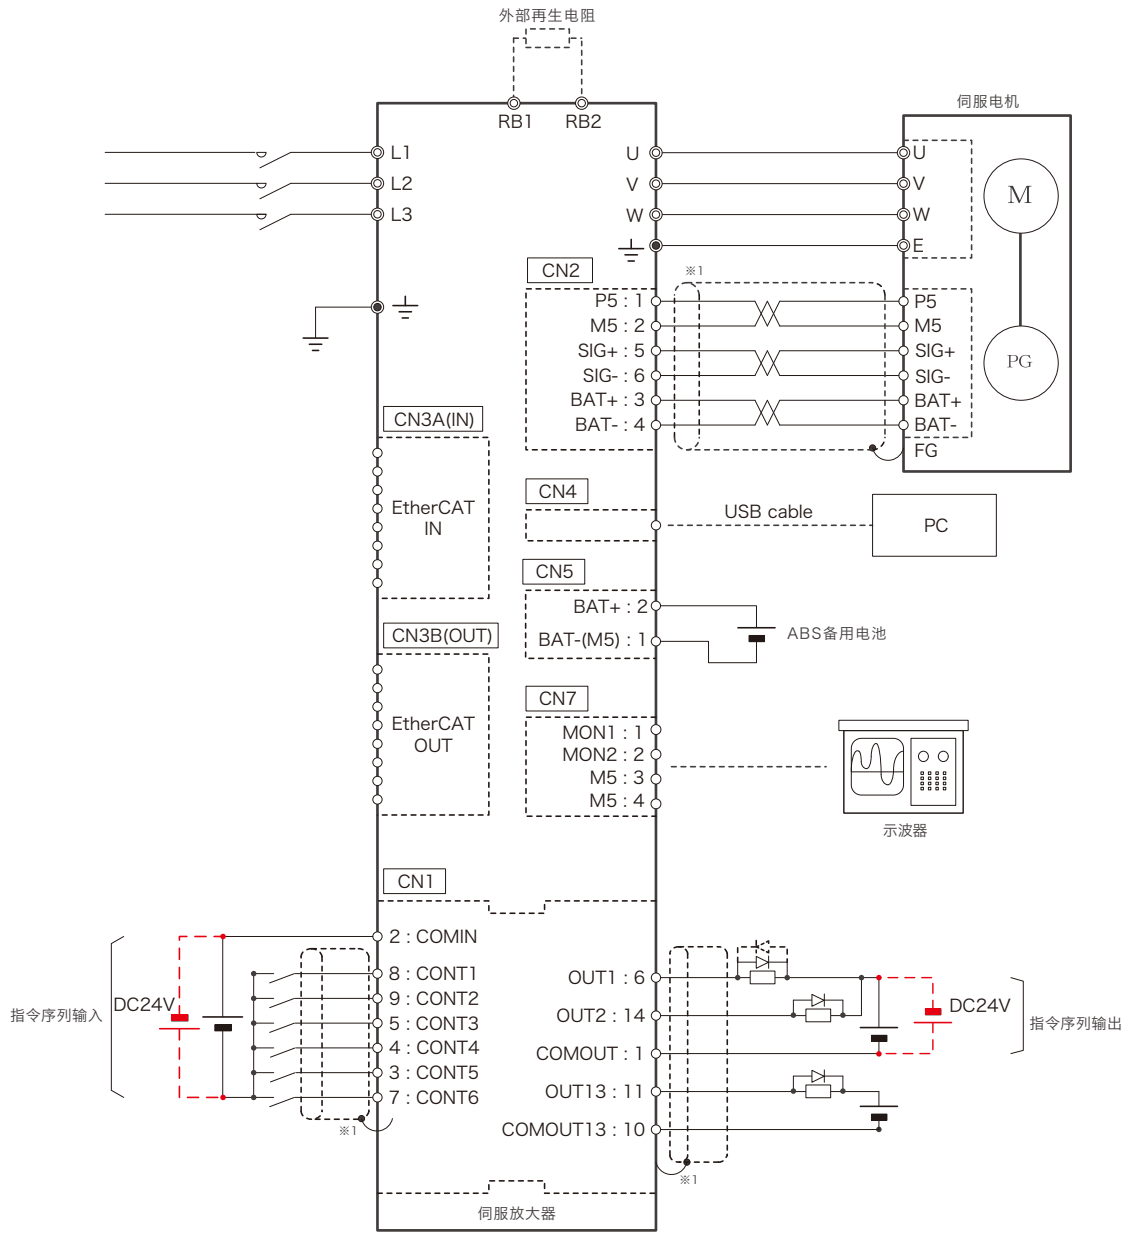 外部再生电阻
RB1 RB2
伺服电机
L1
L2
L3
U
V
W
U
V
W
E
M
PG
CN2
※1
P5 : 1
M5 : 2
SIG+ : 5
SIG- : 6
BAT+ : 3
BAT- : 4
P5
M5
SIG+
SIG-
BAT+
BAT-
FG
CN3A(IN)
EtherCAT
IN
CN4
USB cable
PC
CN5
BAT+ : 2
BAT-(M5) : 1
ABS备用电池
CN3B(OUT)
EtherCAT
OUT
CN7
MON1 : 1
MON2 : 2
M5 : 3
M5 : 4
示波器
CN1
2 : COMIN
8 : CONT1
9 : CONT2
5 : CONT3
4 : CONT4
3 : CONT5
7 : CONT6
指令序列输入
DC24V
※1
OUT1 : 6
OUT2 : 14
COMOUT : 1
OUT13 : 11
COMOUT13 : 10
DC24V
指令序列输出
※1
伺服放大器